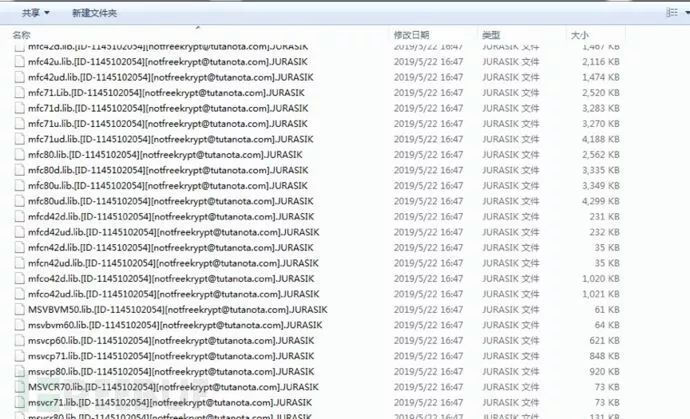 共享 新建文件夹
名称 修改日期 类型 大小
mfc42d.lib.[ID-1145102054][notfreekrypt@tutanota.com].JURASIK 2019/5/22 16:47 JURASIK 文件 1,467 KB
mfc42u.lib.[ID-1145102054][notfreekrypt@tutanota.com].JURASIK 2019/5/22 16:47 JURASIK 文件 2,116 KB
mfc42ud.lib.[ID-1145102054][notfreekrypt@tutanota.com].JURASIK 2019/5/22 16:47 JURASIK 文件 1,474 KB
mfc71.Lib.[ID-1145102054][notfreekrypt@tutanota.com].JURASIK 2019/5/22 16:47 JURASIK 文件 2,520 KB
mfc71d.lib.[ID-1145102054][notfreekrypt@tutanota.com].JURASIK 2019/5/22 16:47 JURASIK 文件 3,283 KB
mfc71u.lib.[ID-1145102054][notfreekrypt@tutanota.com].JURASIK 2019/5/22 16:47 JURASIK 文件 3,270 KB
mfc71ud.lib.[ID-1145102054][notfreekrypt@tutanota.com].JURASIK 2019/5/22 16:47 JURASIK 文件 4,188 KB
mfc80.lib.[ID-1145102054][notfreekrypt@tutanota.com].JURASIK 2019/5/22 16:47 JURASIK 文件 2,562 KB
mfc80d.lib.[ID-1145102054][notfreekrypt@tutanota.com].JURASIK 2019/5/22 16:47 JURASIK 文件 3,335 KB
mfc80u.lib.[ID-1145102054][notfreekrypt@tutanota.com].JURASIK 2019/5/22 16:47 JURASIK 文件 3,349 KB
mfc80ud.lib.[ID-1145102054][notfreekrypt@tutanota.com].JURASIK 2019/5/22 16:47 JURASIK 文件 4,299 KB
mfcd42d.lib.[ID-1145102054][notfreekrypt@tutanota.com].JURASIK 2019/5/22 16:47 JURASIK 文件 231 KB
mfcd42ud.lib.[ID-1145102054][notfreekrypt@tutanota.com].JURASIK 2019/5/22 16:47 JURASIK 文件 232 KB
mfcn42d.lib.[ID-1145102054][notfreekrypt@tutanota.com].JURASIK 2019/5/22 16:47 JURASIK 文件 35 KB
mfcn42ud.lib.[ID-1145102054][notfreekrypt@tutanota.com].JURASIK 2019/5/22 16:47 JURASIK 文件 35 KB
mfco42d.lib.[ID-1145102054][notfreekrypt@tutanota.com].JURASIK 2019/5/22 16:47 JURASIK 文件 1,020 KB
mfco42ud.lib.[ID-1145102054][notfreekrypt@tutanota.com].JURASIK 2019/5/22 16:47 JURASIK 文件 1,021 KB
MSVBVM50.lib.[ID-1145102054][notfreekrypt@tutanota.com].JURASIK 2019/5/22 16:47 JURASIK 文件 61 KB
msvbvm60.lib.[ID-1145102054][notfreekrypt@tutanota.com].JURASIK 2019/5/22 16:47 JURASIK 文件 64 KB
msvcp60.lib.[ID-1145102054][notfreekrypt@tutanota.com].JURASIK 2019/5/22 16:47 JURASIK 文件 621 KB
msvcp71.lib.[ID-1145102054][notfreekrypt@tutanota.com].JURASIK 2019/5/22 16:47 JURASIK 文件 848 KB
msvcp80.lib.[ID-1145102054][notfreekrypt@tutanota.com].JURASIK 2019/5/22 16:47 JURASIK 文件 920 KB
MSVCR70.lib.[ID-1145102054][notfreekrypt@tutanota.com].JURASIK 2019/5/22 16:47 JURASIK 文件 73 KB
msvcr71.lib.[ID-1145102054][notfreekrypt@tutanota.com].JURASIK 2019/5/22 16:47 JURASIK 文件 73 KB
msvcr80.lib.[ID-1145102054][notfreekrypt@tutanota.com].JURASIK 2019/5/22 16:47 JURASIK 文件 131 KB